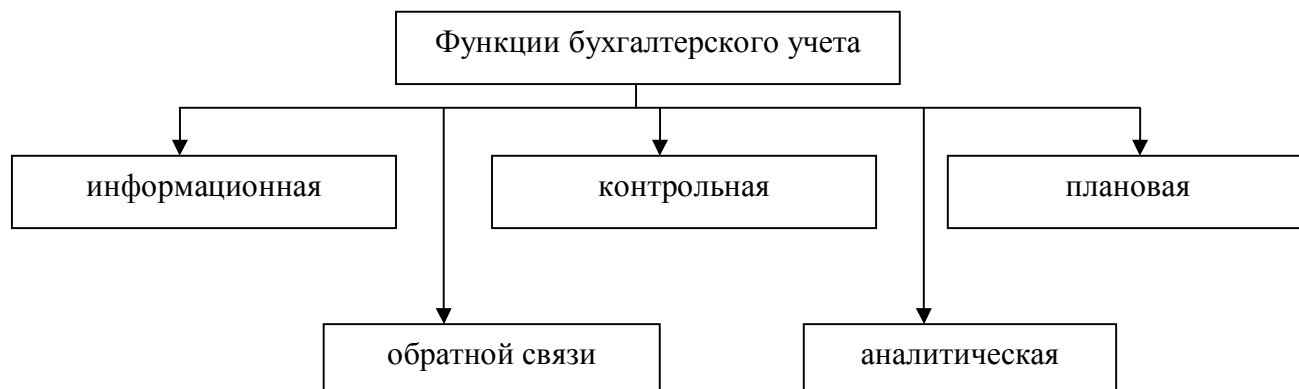 Функции бухгалтерского учета
информационная
контрольная
плановая
обратной связи
аналитическая